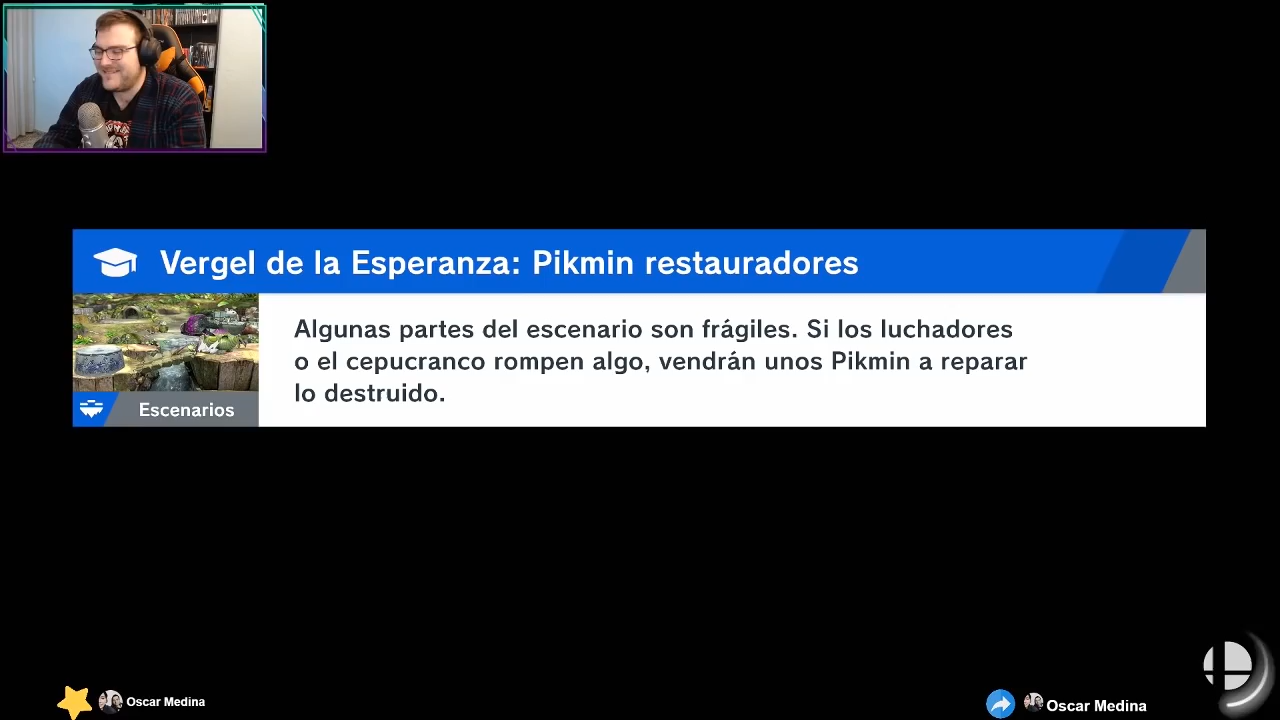 Vergel de la Esperanza: Pikmin restauradores
Algunas partes del escenario son frágiles. Si los luchadores
o el cepucranco rompen algo, vendrán unos Pikmin a reparar
lo destruido.
Escenarios
Oscar Medina
Oscar Medina